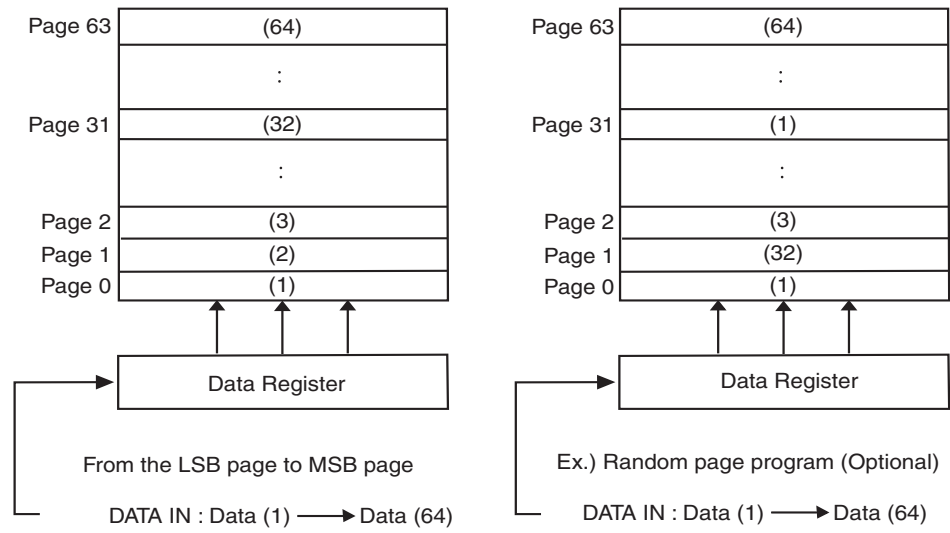 Page 63 (64)
:
Page 31 (32)
:
Page 2 (3)
Page 1 (2)
Page 0 (1)
Data Register
From the LSB page to MSB page
DATA IN : Data (1) Data (64)
Page 63 (64)
:
Page 31 (1)
:
Page 2 (3)
Page 1 (32)
Page 0 (1)
Data Register
Ex.) Random page program (Optional)
DATA IN : Data (1) Data (64)